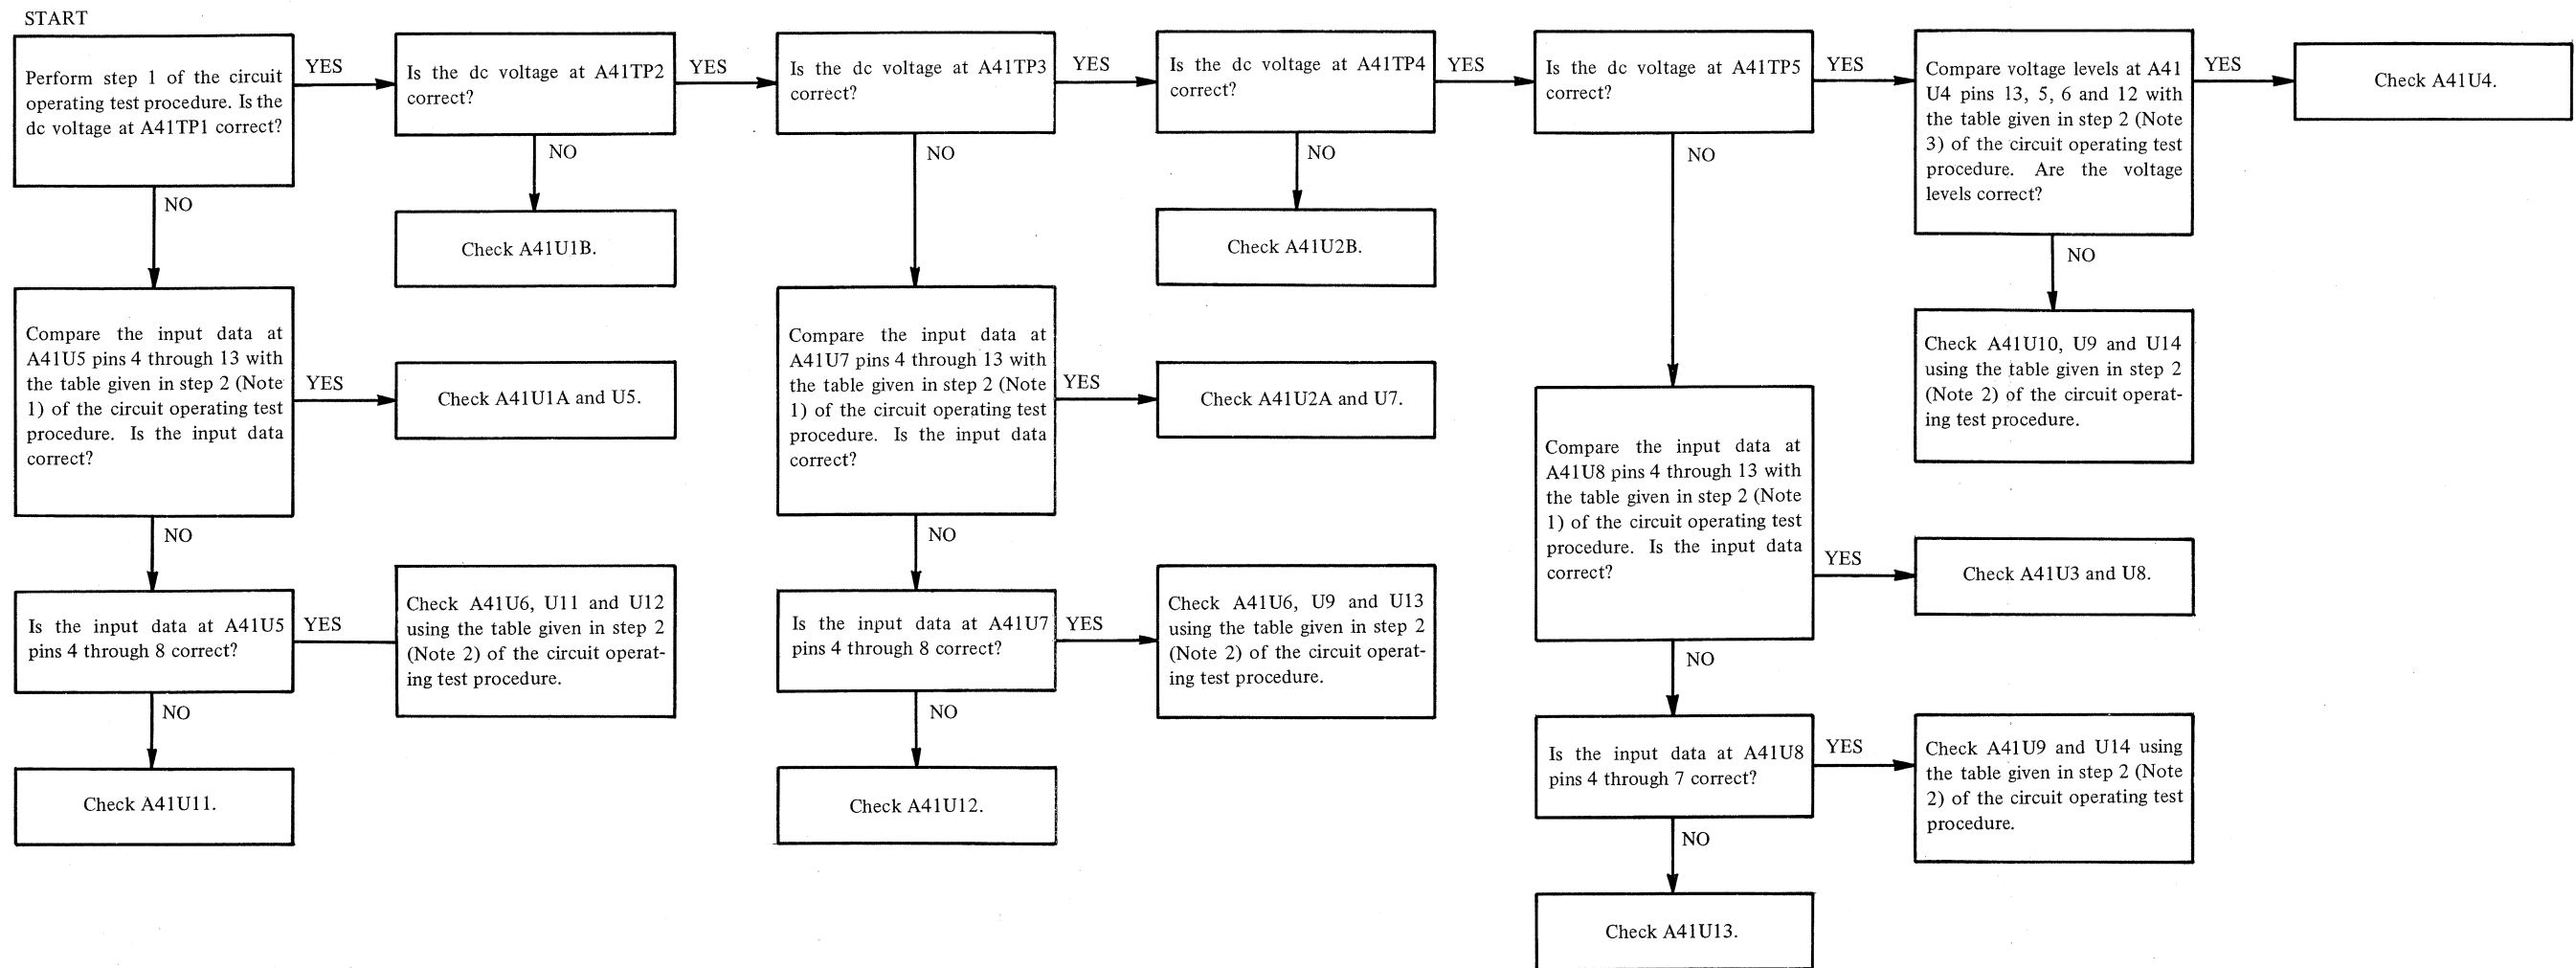 START
Perform step 1 of the circuit
operating test procedure. Is the
dc voltage at A41TP1 correct?
YES
Is the dc voltage at A41TP2
correct?
YES
Is the dc voltage at A41TP3
correct?
YES
Is the dc voltage at A41TP4
correct?
YES
Is the dc voltage at A41TP5
correct?
YES
Compare voltage levels at A41
U4 pins 13, 5, 6 and 12 with
the table given in step 2 (Note
3) of the circuit operating test
procedure. Are the voltage
levels correct?
YES
Check A41U4.
NO
NO
NO
NO
NO
NO
Check A41U1B.
Check A41U2B.
Compare the input data at
A41U5 pins 4 through 13 with
the table given in step 2 (Note
1) of the circuit operating test
procedure. Is the input data
correct?
YES
Check A41U1A and U5.
Compare the input data at
A41U7 pins 4 through 13 with
the table given in step 2 (Note
1) of the circuit operating test
procedure. Is the input data
correct?
YES
Check A41U2A and U7.
Check A41U10, U9 and U14
using the table given in step 2
(Note 2) of the circuit operat-
ing test procedure.
Compare the input data at
A41U8 pins 4 through 13 with
the table given in step 2 (Note
1) of the circuit operating test
procedure. Is the input data
correct?
YES
Check A41U3 and U8.
NO
NO
NO
Is the input data at A41U5
pins 4 through 8 correct?
YES
Check A41U6, U11 and U12
using the table given in step 2
(Note 2) of the circuit operat-
ing test procedure.
Is the input data at A41U7
pins 4 through 8 correct?
YES
Check A41U6, U9 and U13
using the table given in step 2
(Note 2) of the circuit operat-
ing test procedure.
Is the input data at A41U8
pins 4 through 7 correct?
YES
Check A41U9 and U14 using
the table given in step 2 (Note
2) of the circuit operating test
procedure.
NO
NO
NO
Check A41U11.
Check A41U12.
Check A41U13.